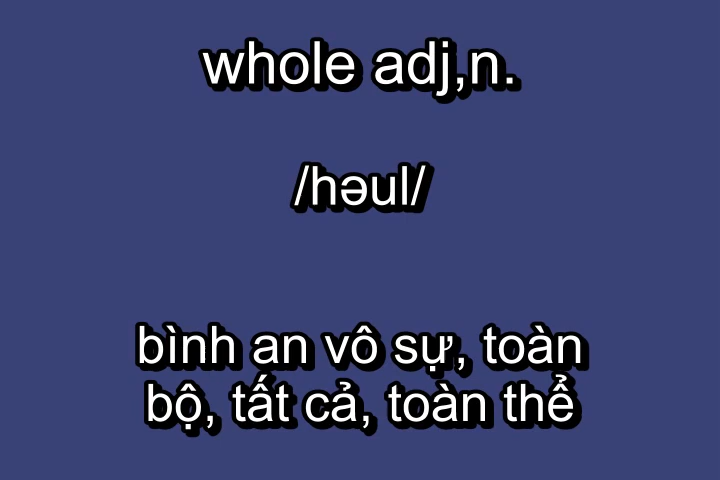 whole adj,n.
/həul/
bình an vô sự, toàn
bộ, tất cả, toàn thể